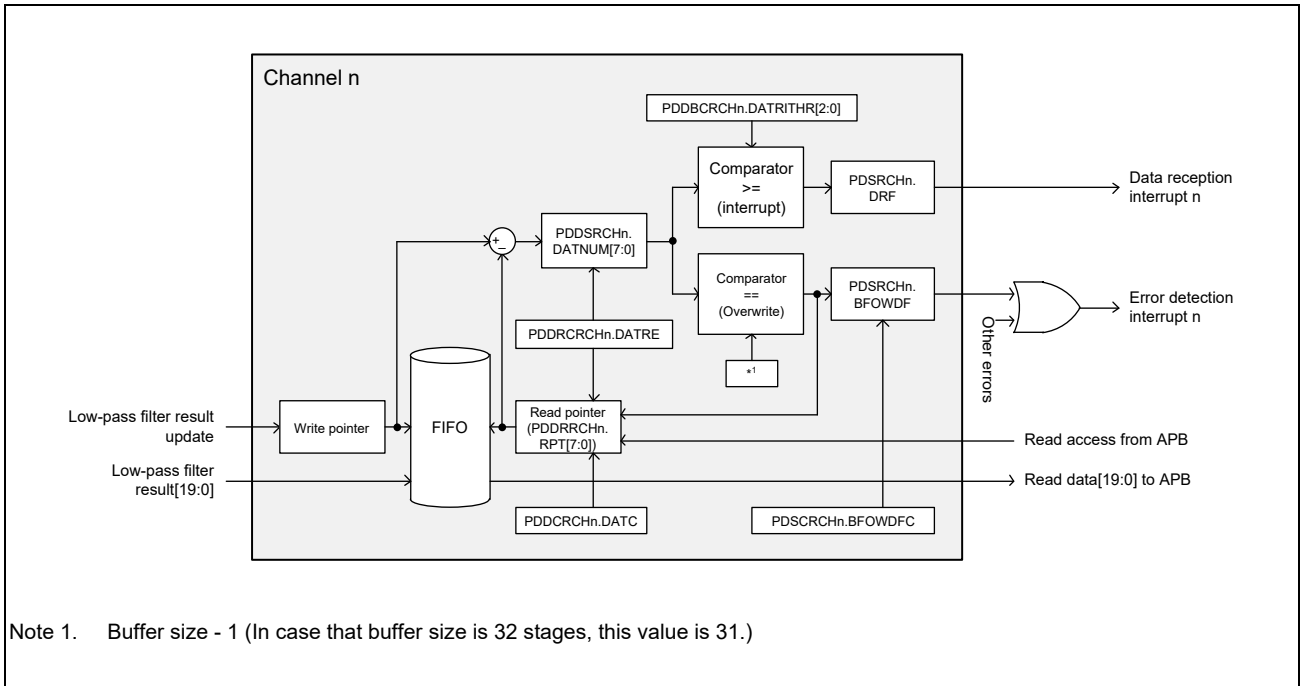 Channel n
PDDBCRCHn.DATRITHR[2:0]
Comparator
>=
(interrupt)
PDSRCHn.
DRF
Data reception
interrupt n
+
–
PDDSRCHn.
DATNUM[7:0]
Comparator
==
(Overwrite)
PDSRCHn.
BFOWDF
Error detection
interrupt n
Other errors
PDDRCRCHn.DATRE
*1
Low-pass filter result
update
Write pointer
FIFO
Read pointer
(PDDRRCHn.
RPT[7:0])
Read access from APB
Low-pass filter
result[19:0]
Read data[19:0] to APB
PDDCRCHn.DATC
PDSCRCHn.BFOWDFC
Note 1. Buffer size - 1 (In case that buffer size is 32 stages, this value is 31.)